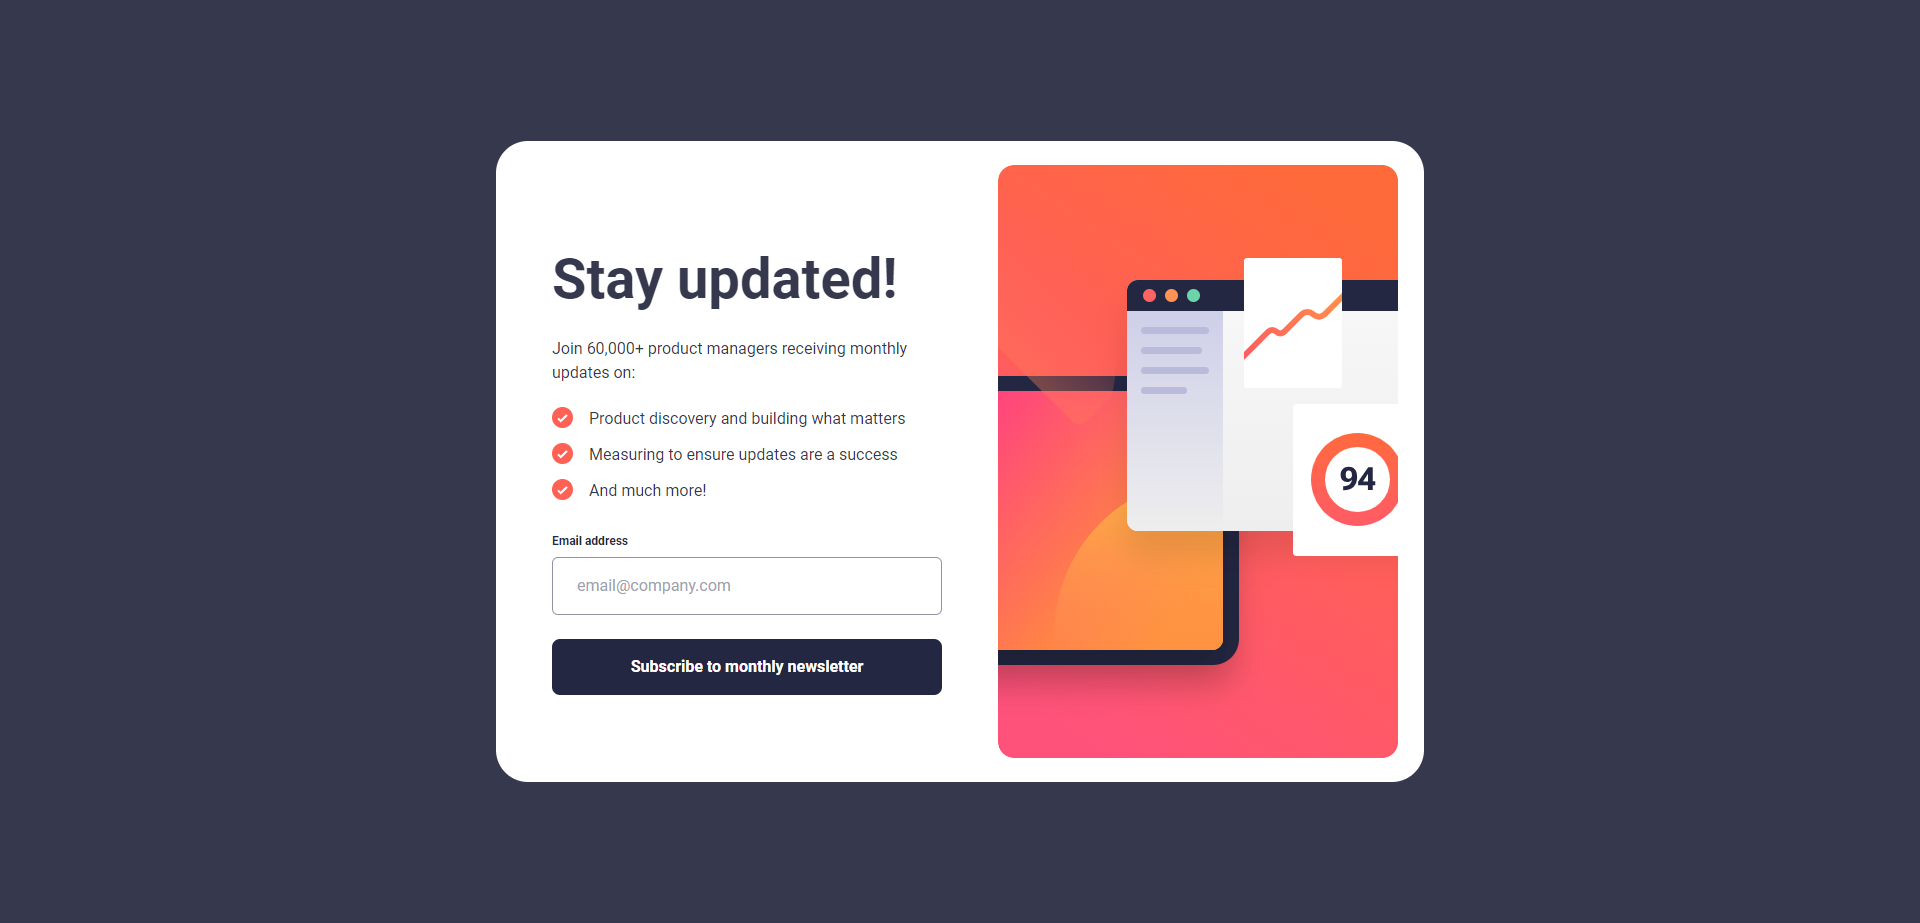 Stay updated!
Join 60,000+ product managers receiving monthly
updates on:
Product discovery and building what matters
Measuring to ensure updates are a success
And much more!
Email address
email@company.com
Subscribe to monthly newsletter
94